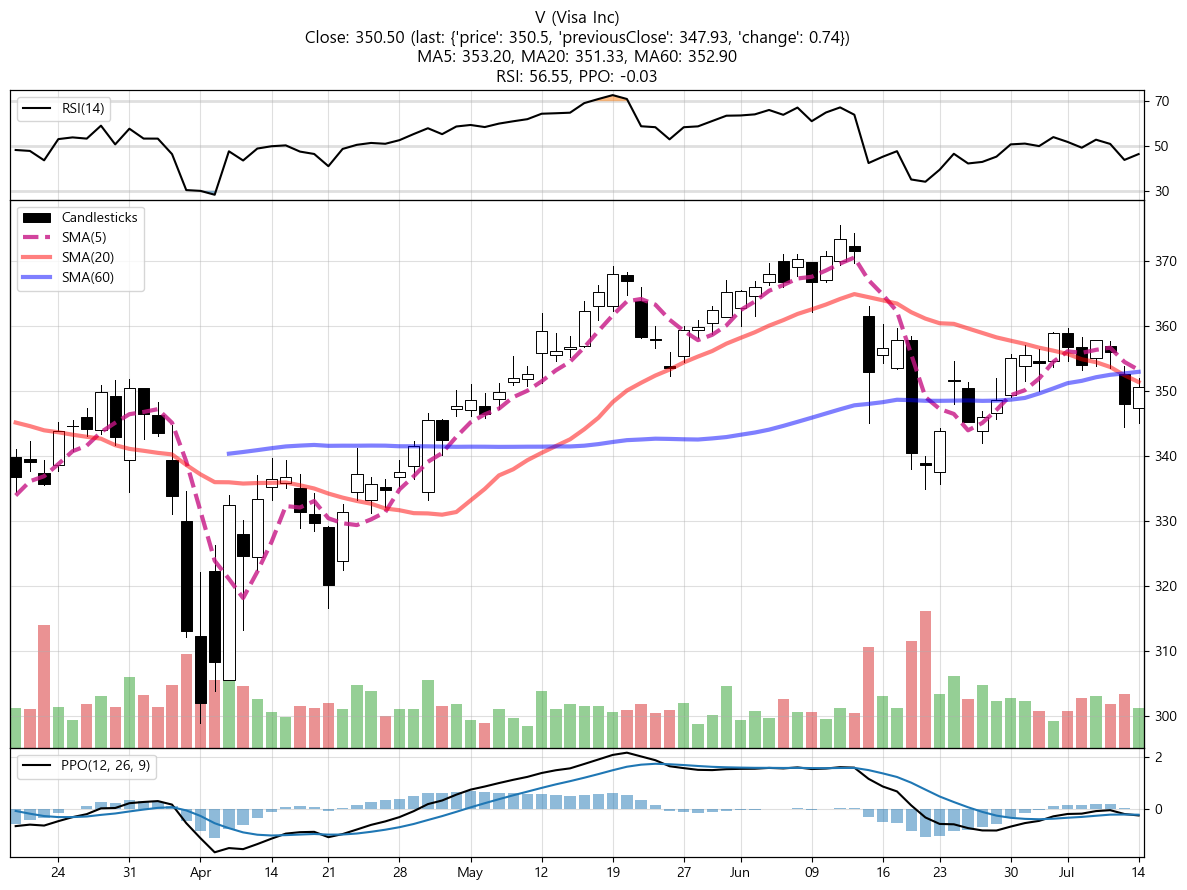 V (Visa Inc)
Close: 350.50 (last: {'price': 350.5, 'previousClose': 347.93, 'change': 0.74})
MA5: 353.20, MA20: 351.33, MA60: 352.90
RSI: 56.55, PPO: -0.03
RSI(14)
70
50
30
Candlesticks
SMA(5)
SMA(20)
SMA(60)
370
360
350
340
330
320
310
300
PPO(12, 26, 9)
2
0
24 31 Apr 14 21 28 May 12 19 27 Jun 09 16 23 30 Jul 14